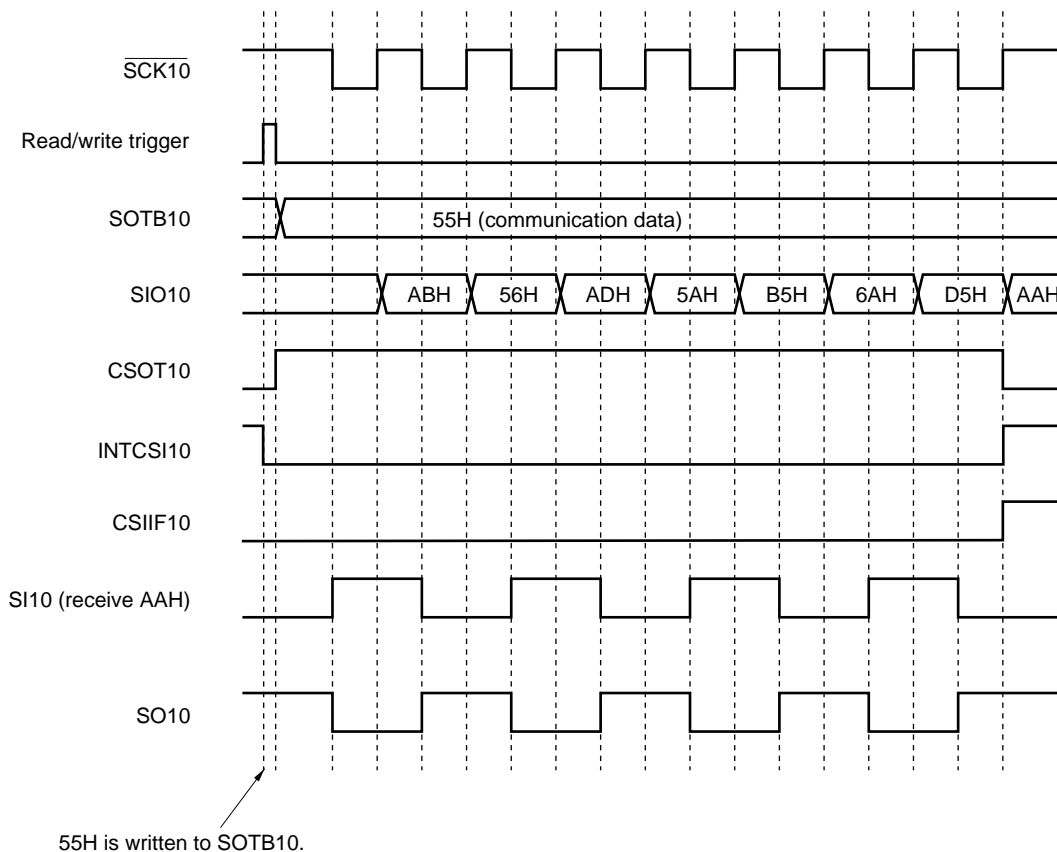 SCK10
Read/write trigger
SOTB10
55H (communication data)
SIO10
ABH 56H ADH 5AH B5H 6AH D5H AAH
CSOT10
INTCSI10
CSIIF10
SI10 (receive AAH)
SO10
55H is written to SOTB10.